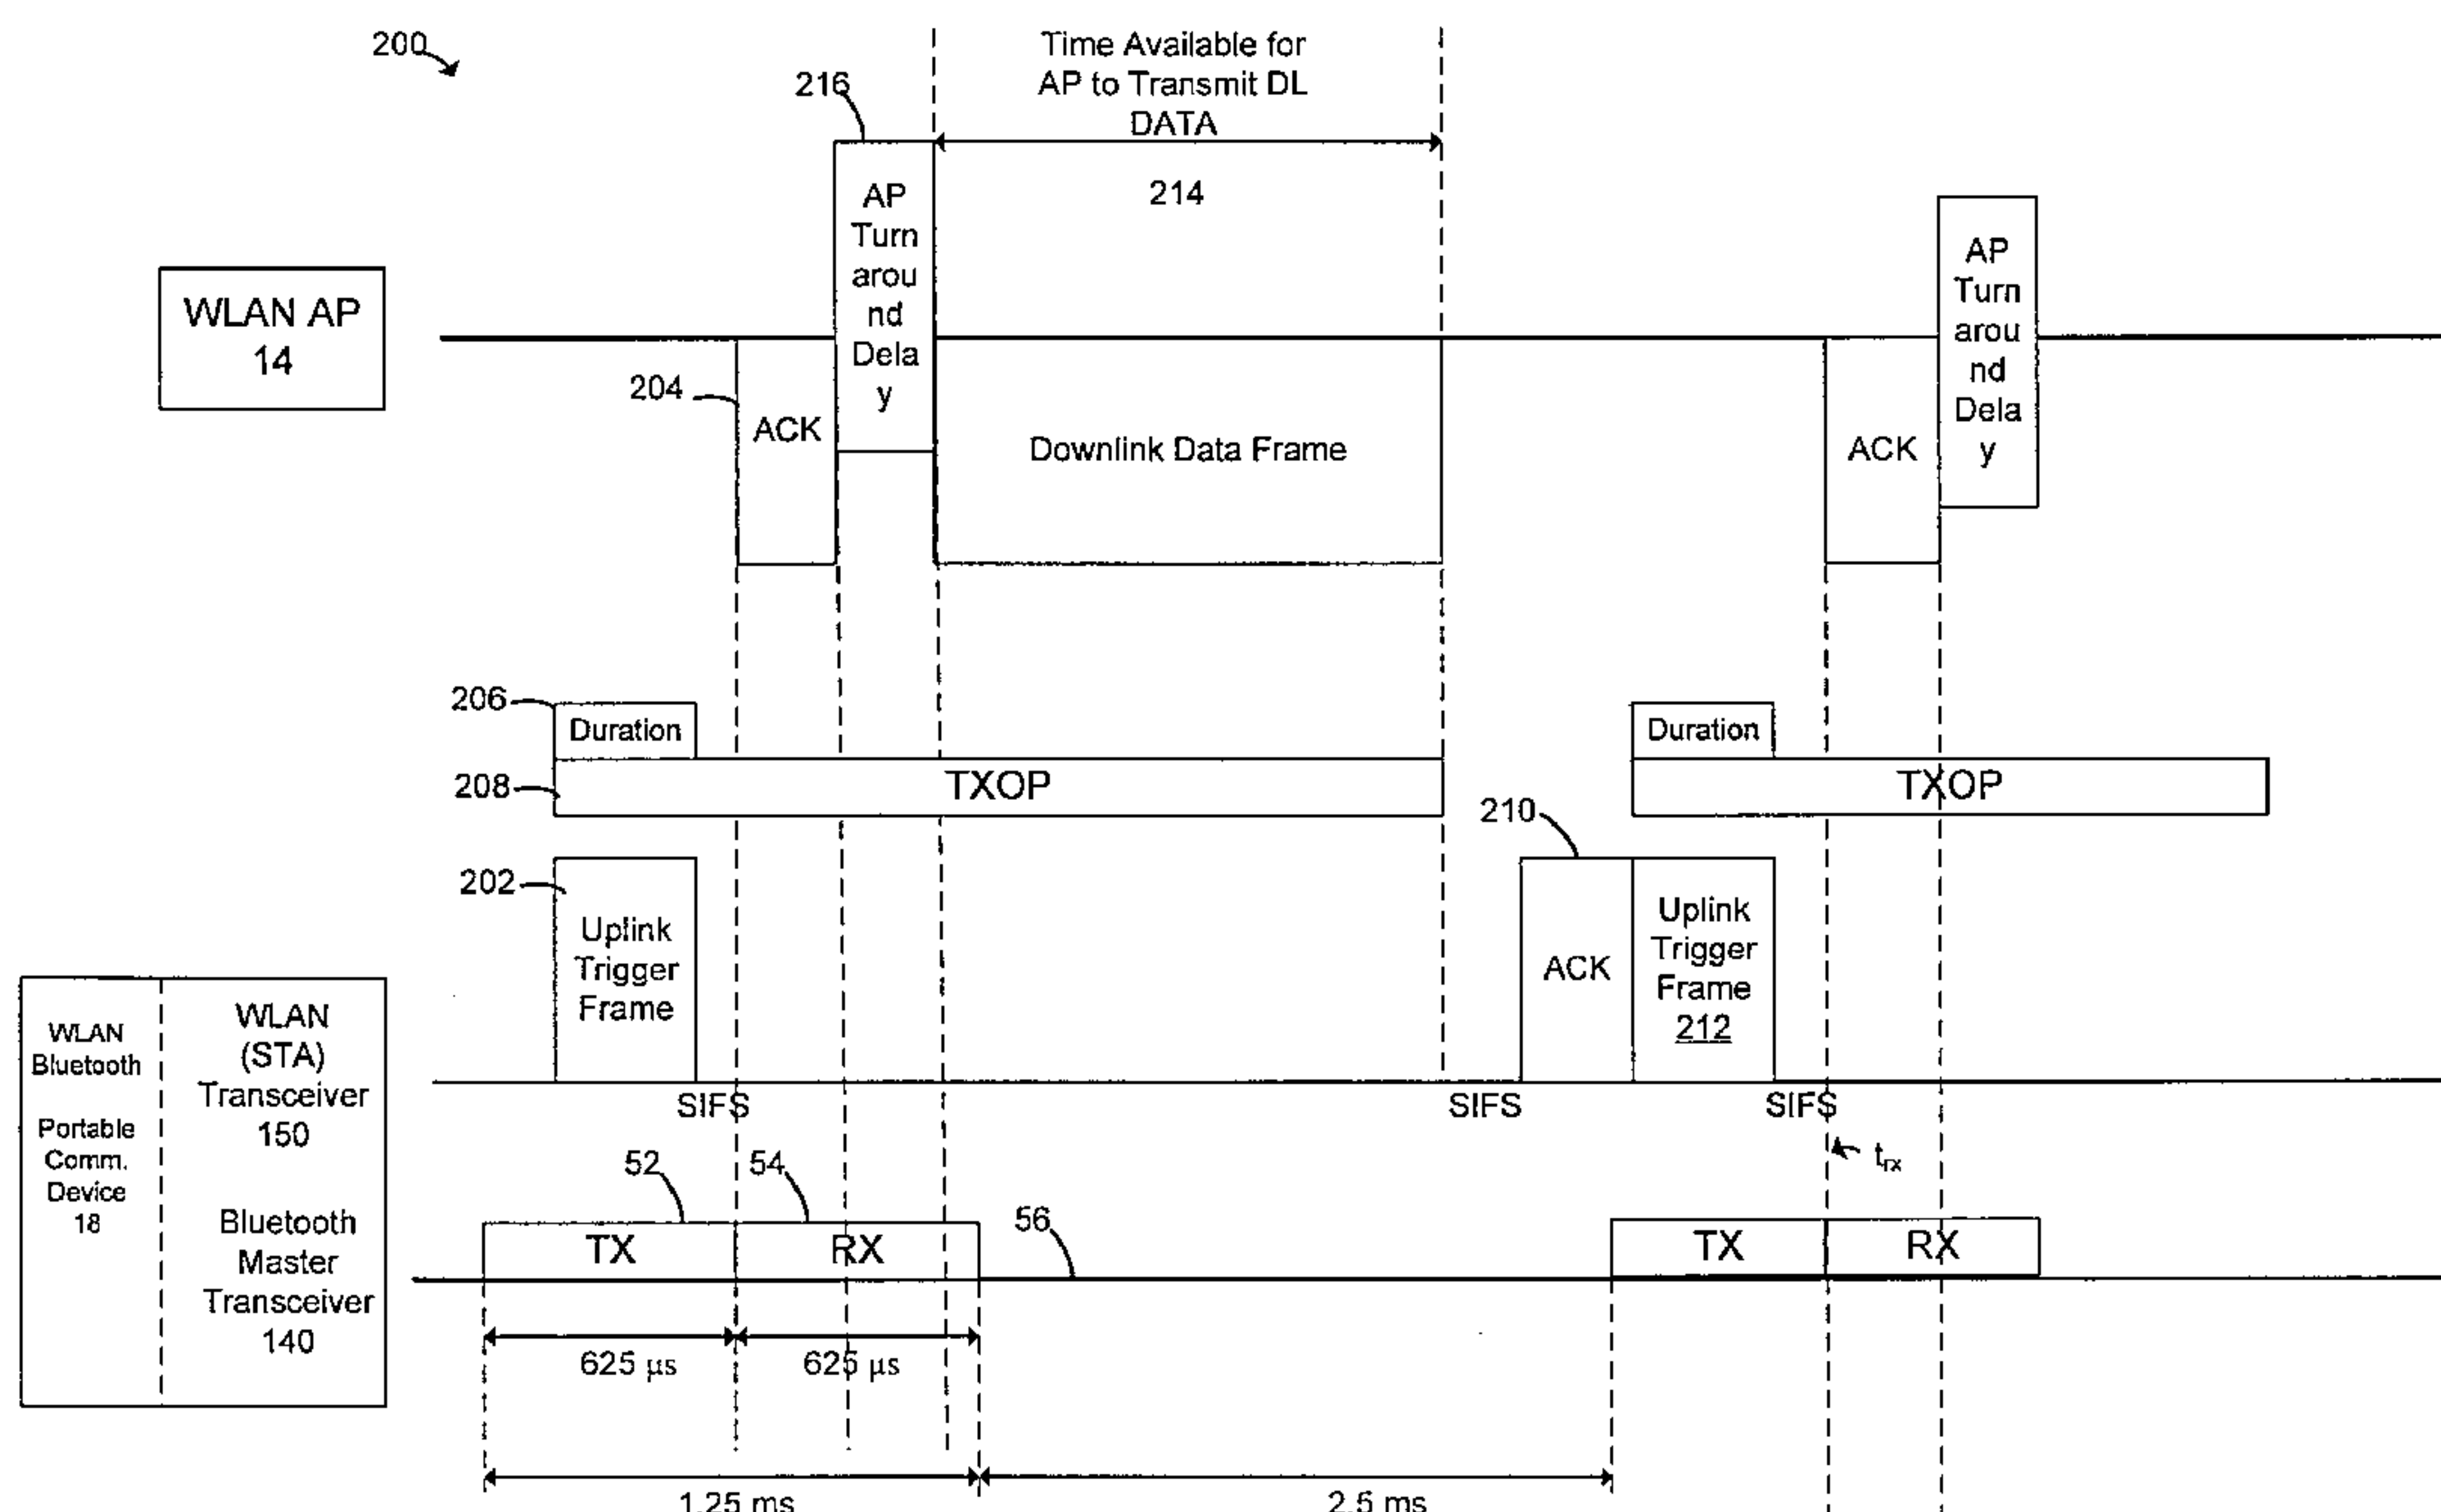 200
216
Time Available for
AP to Transmit DL
DATA
214
AP
Turn
arou
nd
Dela
y
AP
Turn
arou
nd
Dela
y
WLAN AP
14
204
ACK
Downlink Data Frame
ACK
206
Duration
Duration
208
TXOP
TXOP
210
202
Uplink
Trigger
Frame
ACK
Uplink
Trigger
Frame
212
SIFS
SIFS
SIFS
trx
WLAN
Bluetooth
Portable
Comm.
Device
18
WLAN
(STA)
Transceiver
150
Bluetooth
Master
Transceiver
140
52
54
56
TX
RX
TX
RX
625 µs
625 µs
1.25 ms
2.5 ms